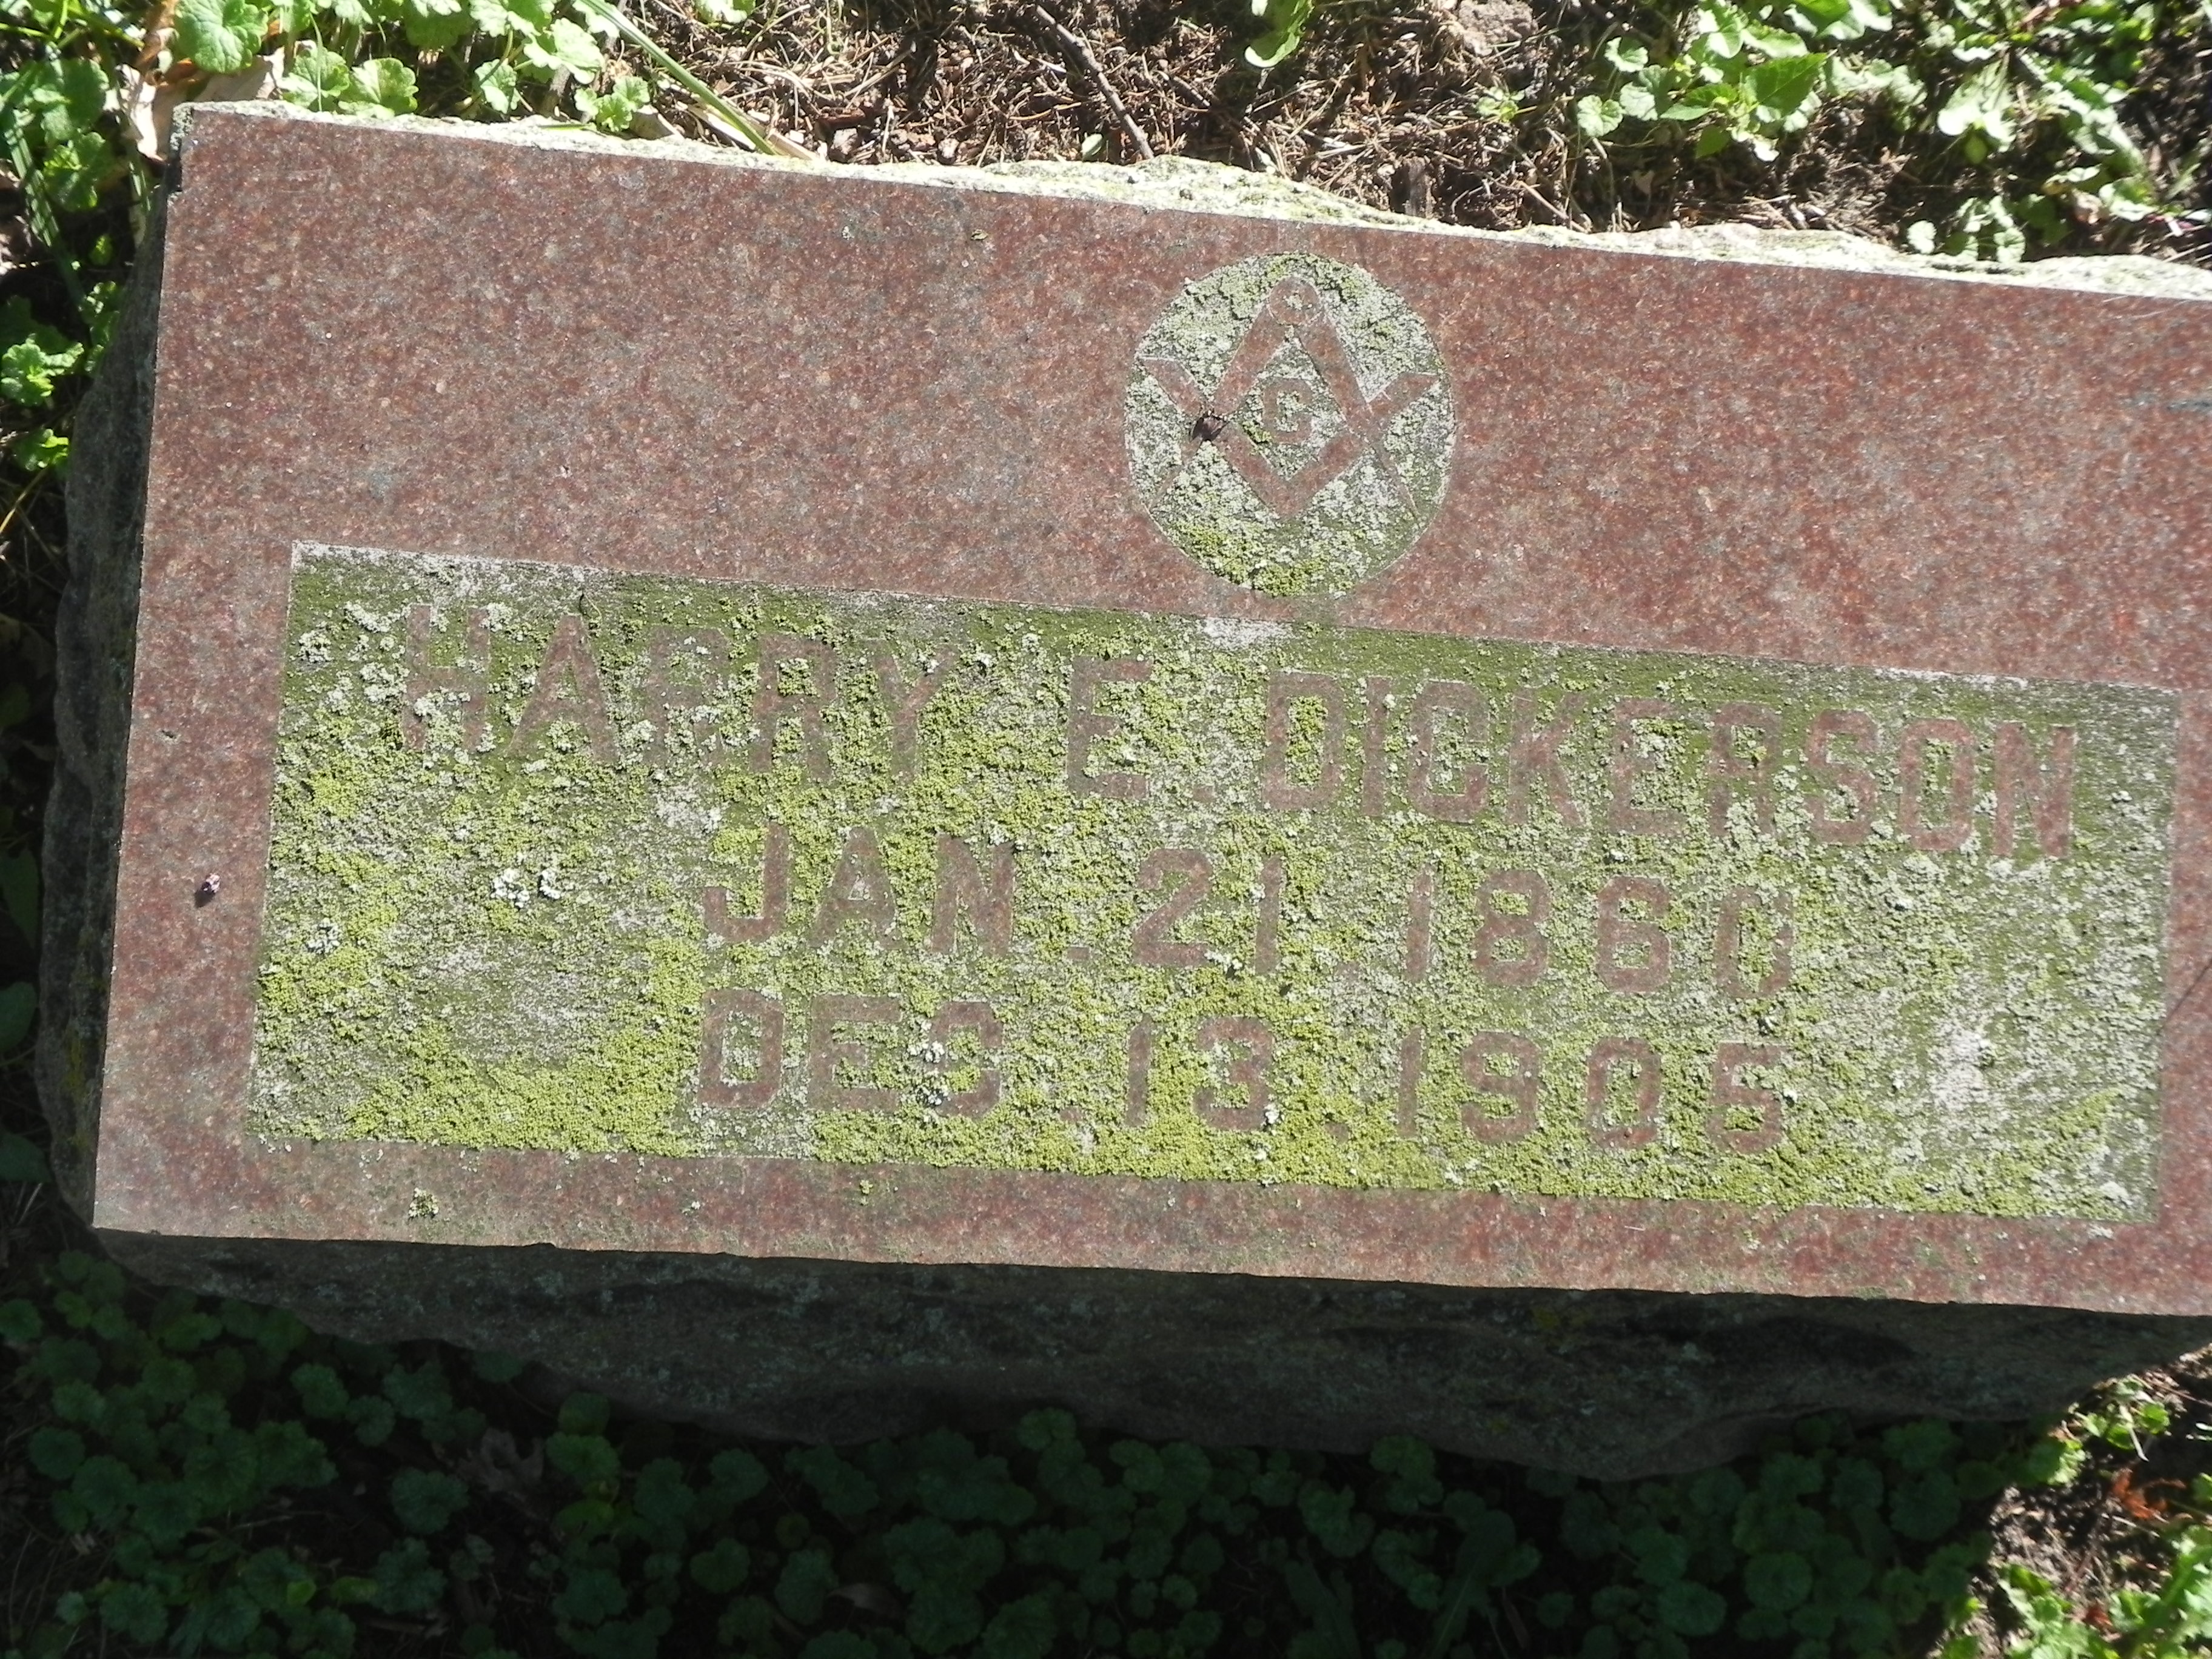 G
HARRY E. DICKERSON
JAN. 21. 1860
DEC. 13. 1905